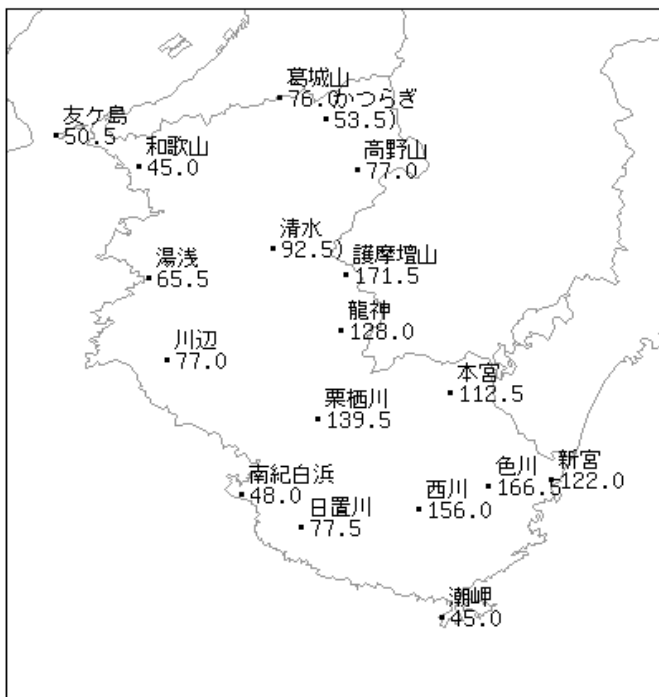 葛城山
76.0
かつらぎ
53.5)
友ケ島
50.5
和歌山
45.0
高野山
77.0
清水
92.5)
護摩壇山
171.5
湯浅
65.5
龍神
128.0
川辺
77.0
本宮
112.5
栗栖川
139.5
南紀白浜
48.0
日置川
77.5
西川
156.0
色川
166.5
新宮
122.0
潮岬
45.0